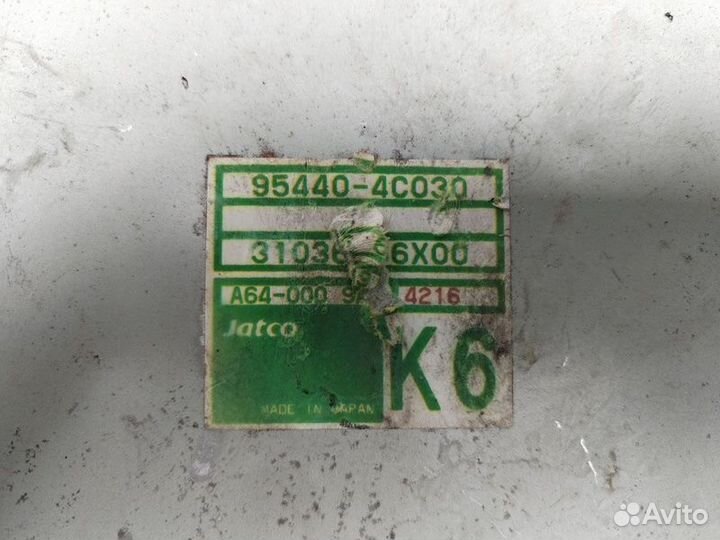 95440-4C030
31036 6X00
A64-000 4216
Jatco
K6
MADE IN JAPAN
Avito